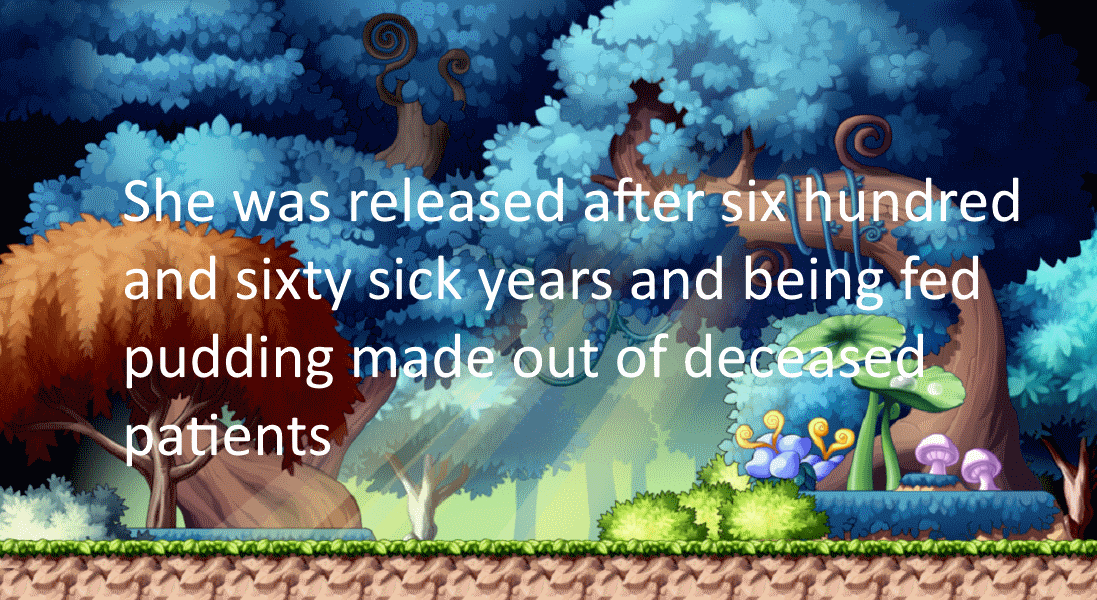 She was released after six hundred
and sixty sick years and being fed
pudding made out of deceased
patients